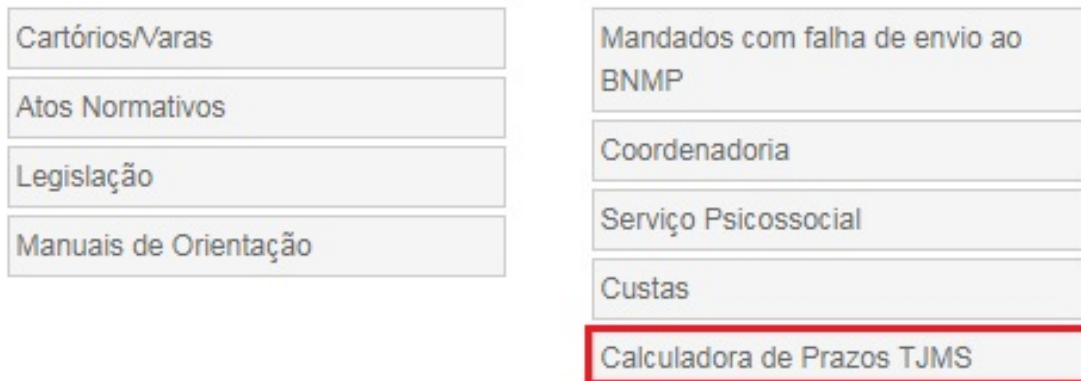 Cartórios/Varas
Atos Normativos
Legislação
Manuais de Orientação
Mandados com falha de envio ao
BNMP
Coordenadoria
Serviço Psicossocial
Custas
Calculadora de Prazos TJMS